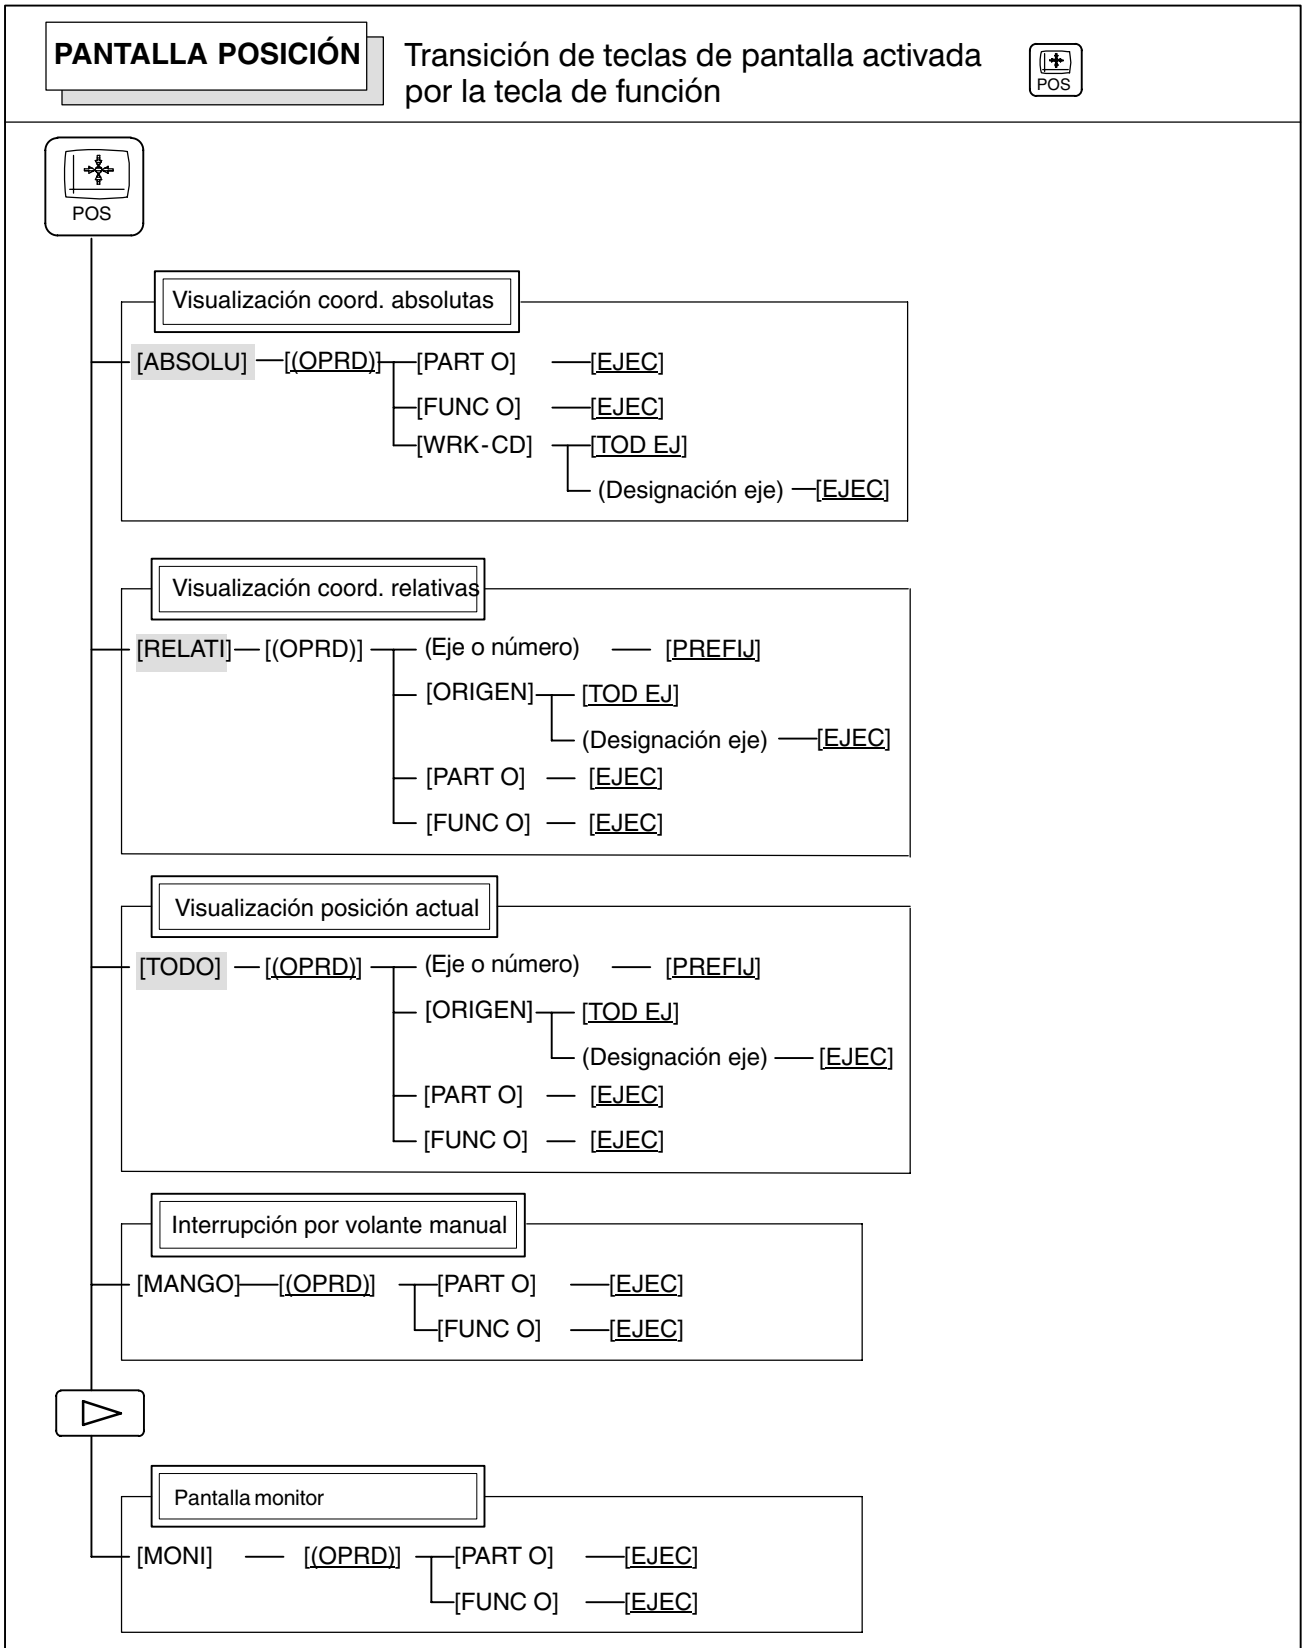 PANTALLA POSICIÓN
Transición de teclas de pantalla activada
por la tecla de función
POS
POS
Visualización coord. absolutas
[ABSOLU] [(OPRD)] [PART O] [EJEC]
[FUNC O] [EJEC]
[WRK-CD] [TOD EJ]
(Designación eje) [EJEC]
Visualización coord. relativas
[RELATI] [(OPRD)] (Eje o número) [PREFIJ]
[ORIGEN] [TOD EJ]
(Designación eje) [EJEC]
[PART O] [EJEC]
[FUNC O] [EJEC]
Visualización posición actual
[TODO] [(OPRD)] (Eje o número) [PREFIJ]
[ORIGEN] [TOD EJ]
(Designación eje) [EJEC]
[PART O] [EJEC]
[FUNC O] [EJEC]
Interrupción por volante manual
[MANGO] [(OPRD)] [PART O] [EJEC]
[FUNC O] [EJEC]
Pantalla monitor
[MONI] [(OPRD)] [PART O] [EJEC]
[FUNC O] [EJEC]